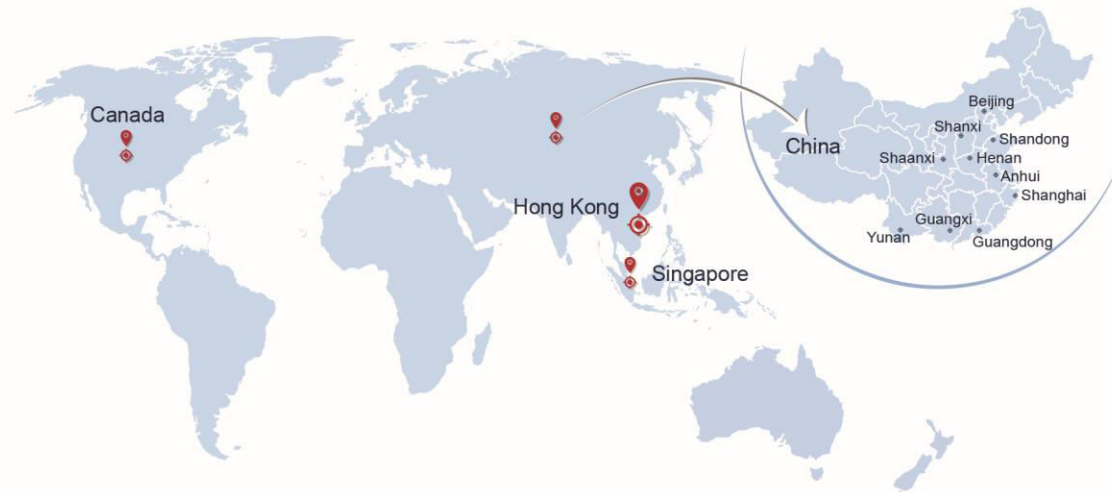 Canada
Hong Kong
Singapore
China
Beijing
Shanxi
Shandong
Shaanxi
Henan
Anhui
Shanghai
Guangxi
Yunan
Guangdong